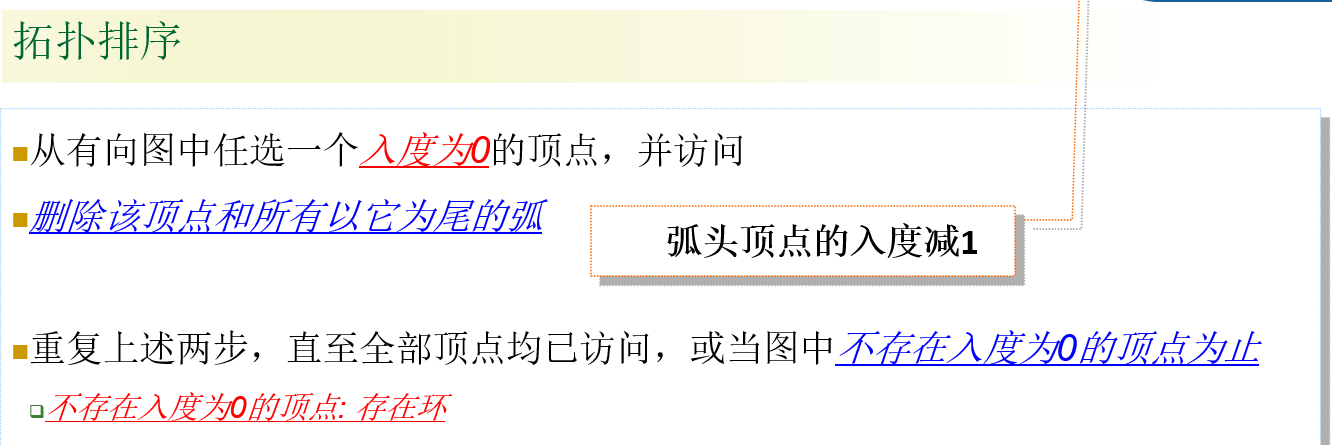 拓扑排序
从有向图中任选一个入度为0的顶点，并访问
删除该顶点和所有以它为尾的弧
弧头顶点的入度减1
重复上述两步，直至全部顶点均已访问，或当图中不存在入度为0的顶点为止
不存在入度为0的顶点: 存在环